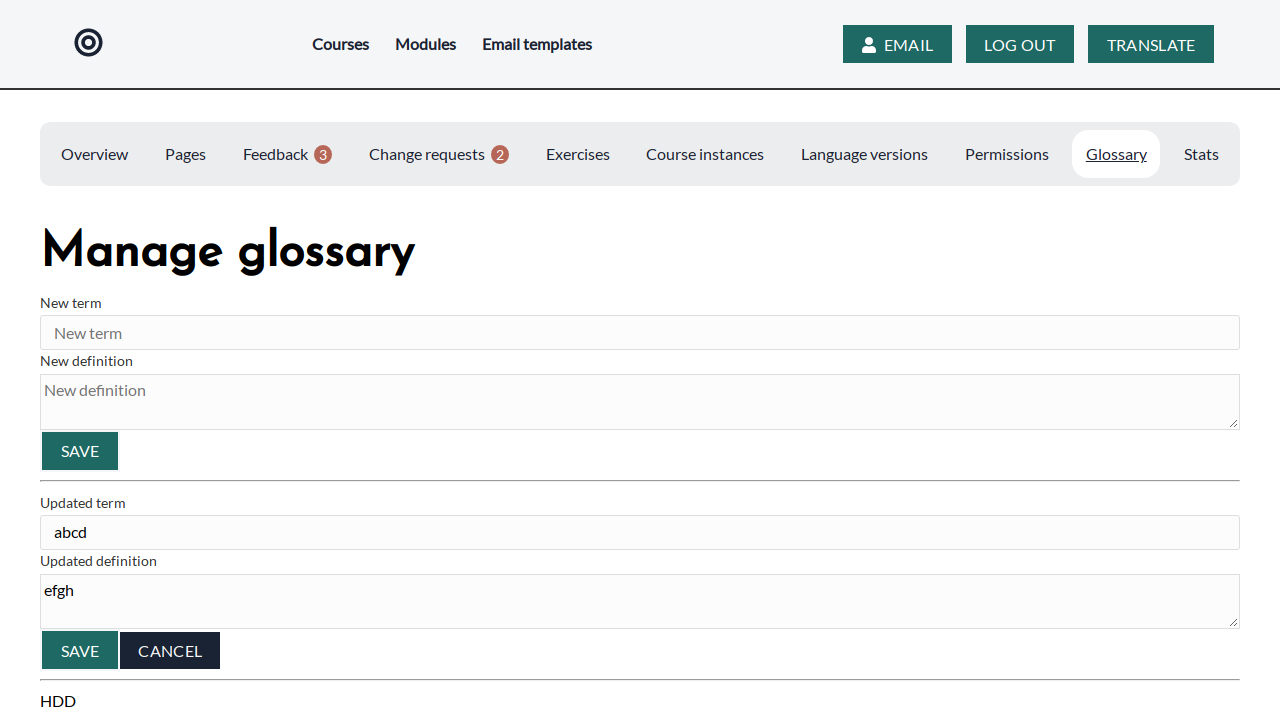 Courses Modules Email templates EMAIL LOG OUT TRANSLATE
Overview Pages Feedback 3 Change requests 2 Exercises Course instances Language versions Permissions Glossary Stats
Manage glossary
New term
New term
New definition
New definition
SAVE
Updated term
abcd
Updated definition
efgh
SAVE CANCEL
HDD